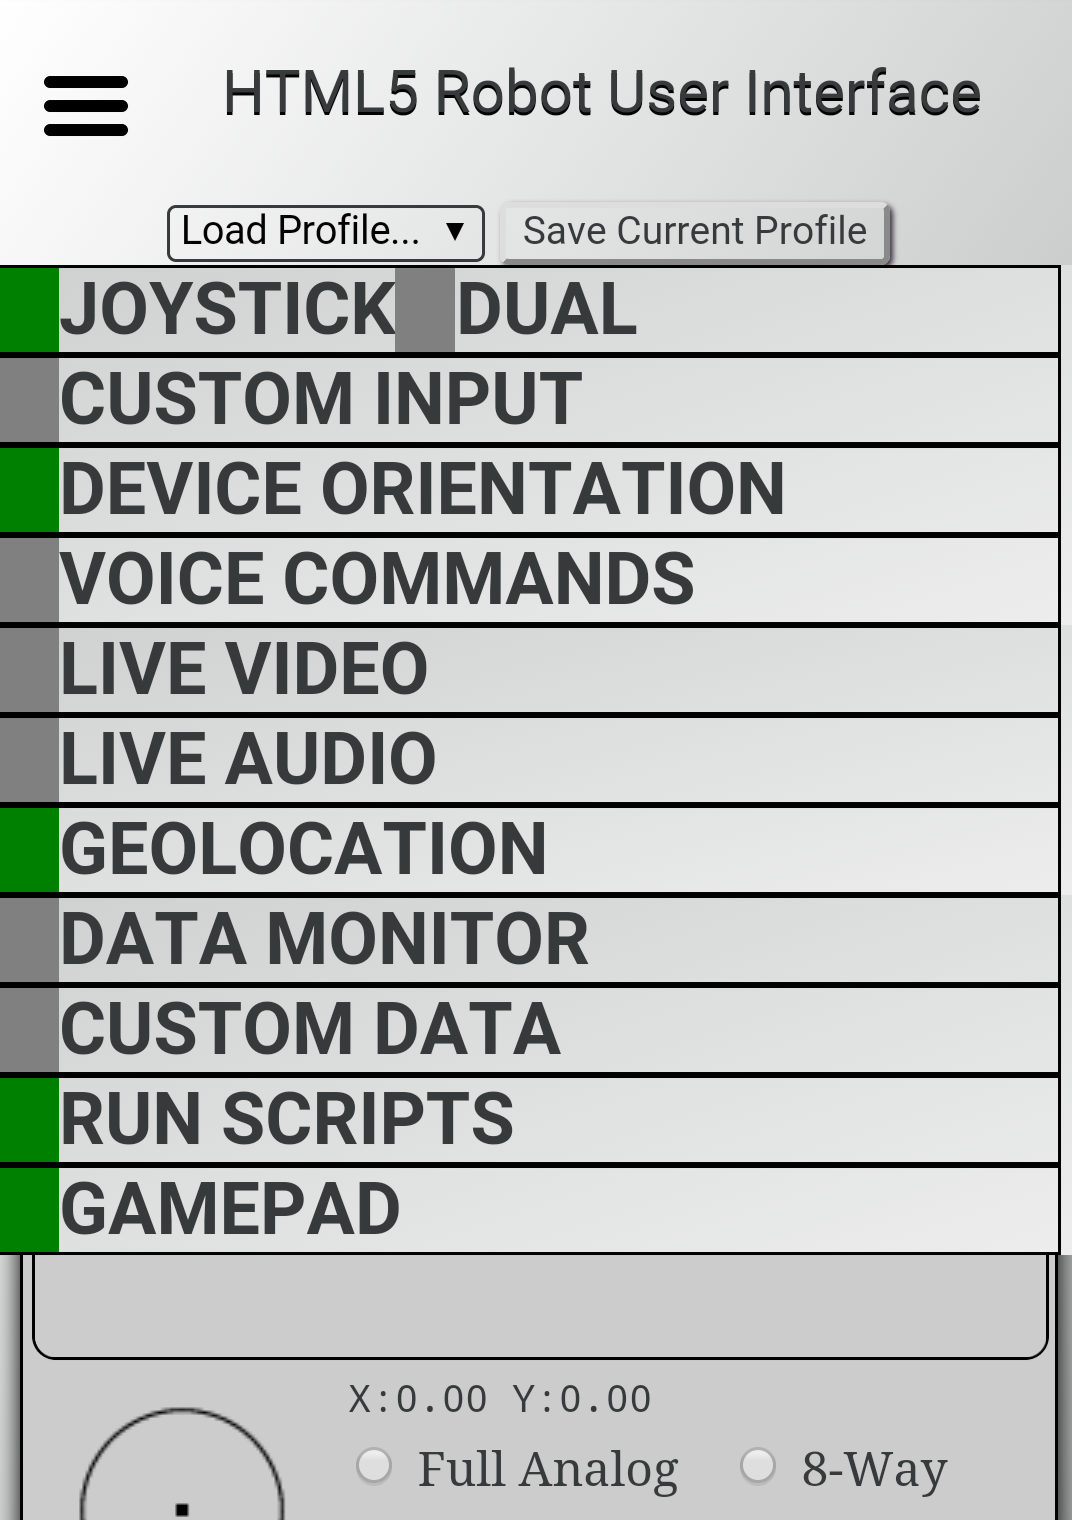 HTML5 Robot User Interface
Load Profile... ▼ Save Current Profile
JOYSTICK DUAL
CUSTOM INPUT
DEVICE ORIENTATION
VOICE COMMANDS
LIVE VIDEO
LIVE AUDIO
GEOLOCATION
DATA MONITOR
CUSTOM DATA
RUN SCRIPTS
GAMEPAD
X:0.00 Y:0.00
Full Analog 8-Way